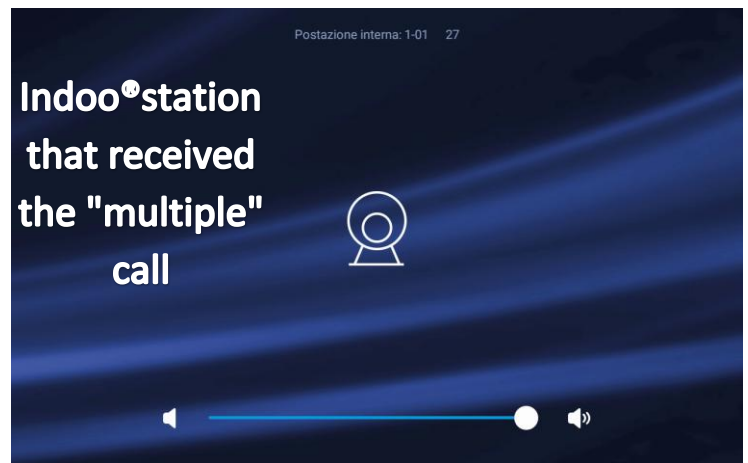 Postazione interna: 1-01 27
Indoo®station
that received
the "multiple"
call